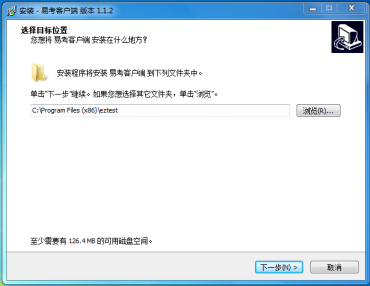 安装 - 易考客户端 版本 1.1.2
选择目标位置
您想将 易考客户端 安装在什么地方?
安装程序将安装 易考客户端 到下列文件夹中。
单击“下一步”继续。如果您想选择其它文件夹,单击“浏览”。
C:\Program Files (x86)\eztest
浏览(R)...
至少需要有 126.4 MB 的可用磁盘空间。
下一步(N) >
取消